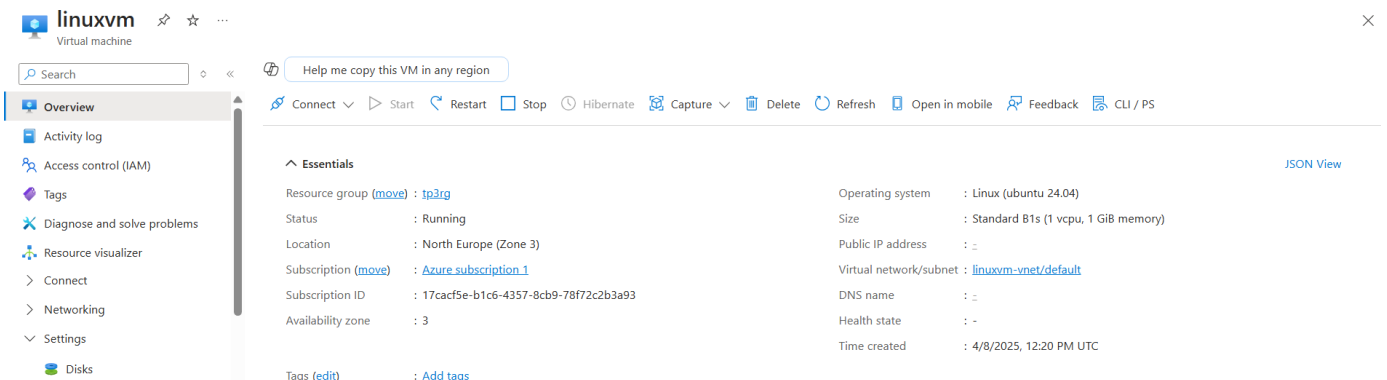 linuxvm
Virtual machine
Search
Overview
Activity log
Access control (IAM)
Tags
Diagnose and solve problems
Resource visualizer
Connect
Networking
Settings
Disks
Help me copy this VM in any region
Connect Start Restart Stop Hibernate Capture Delete Refresh Open in mobile Feedback CLI / PS
Essentials
JSON View
Resource group (move) : tp3rg
Status : Running
Location : North Europe (Zone 3)
Subscription (move) : Azure subscription 1
Subscription ID : 17cacf5e-b1c6-4357-8cb9-78f72c2b3a93
Availability zone : 3
Operating system : Linux (ubuntu 24.04)
Size : Standard B1s (1 vcpu, 1 GiB memory)
Public IP address : -
Virtual network/subnet : linuxvm-vnet/default
DNS name : -
Health state : -
Time created : 4/8/2025, 12:20 PM UTC
Tags (edit) : Add tags